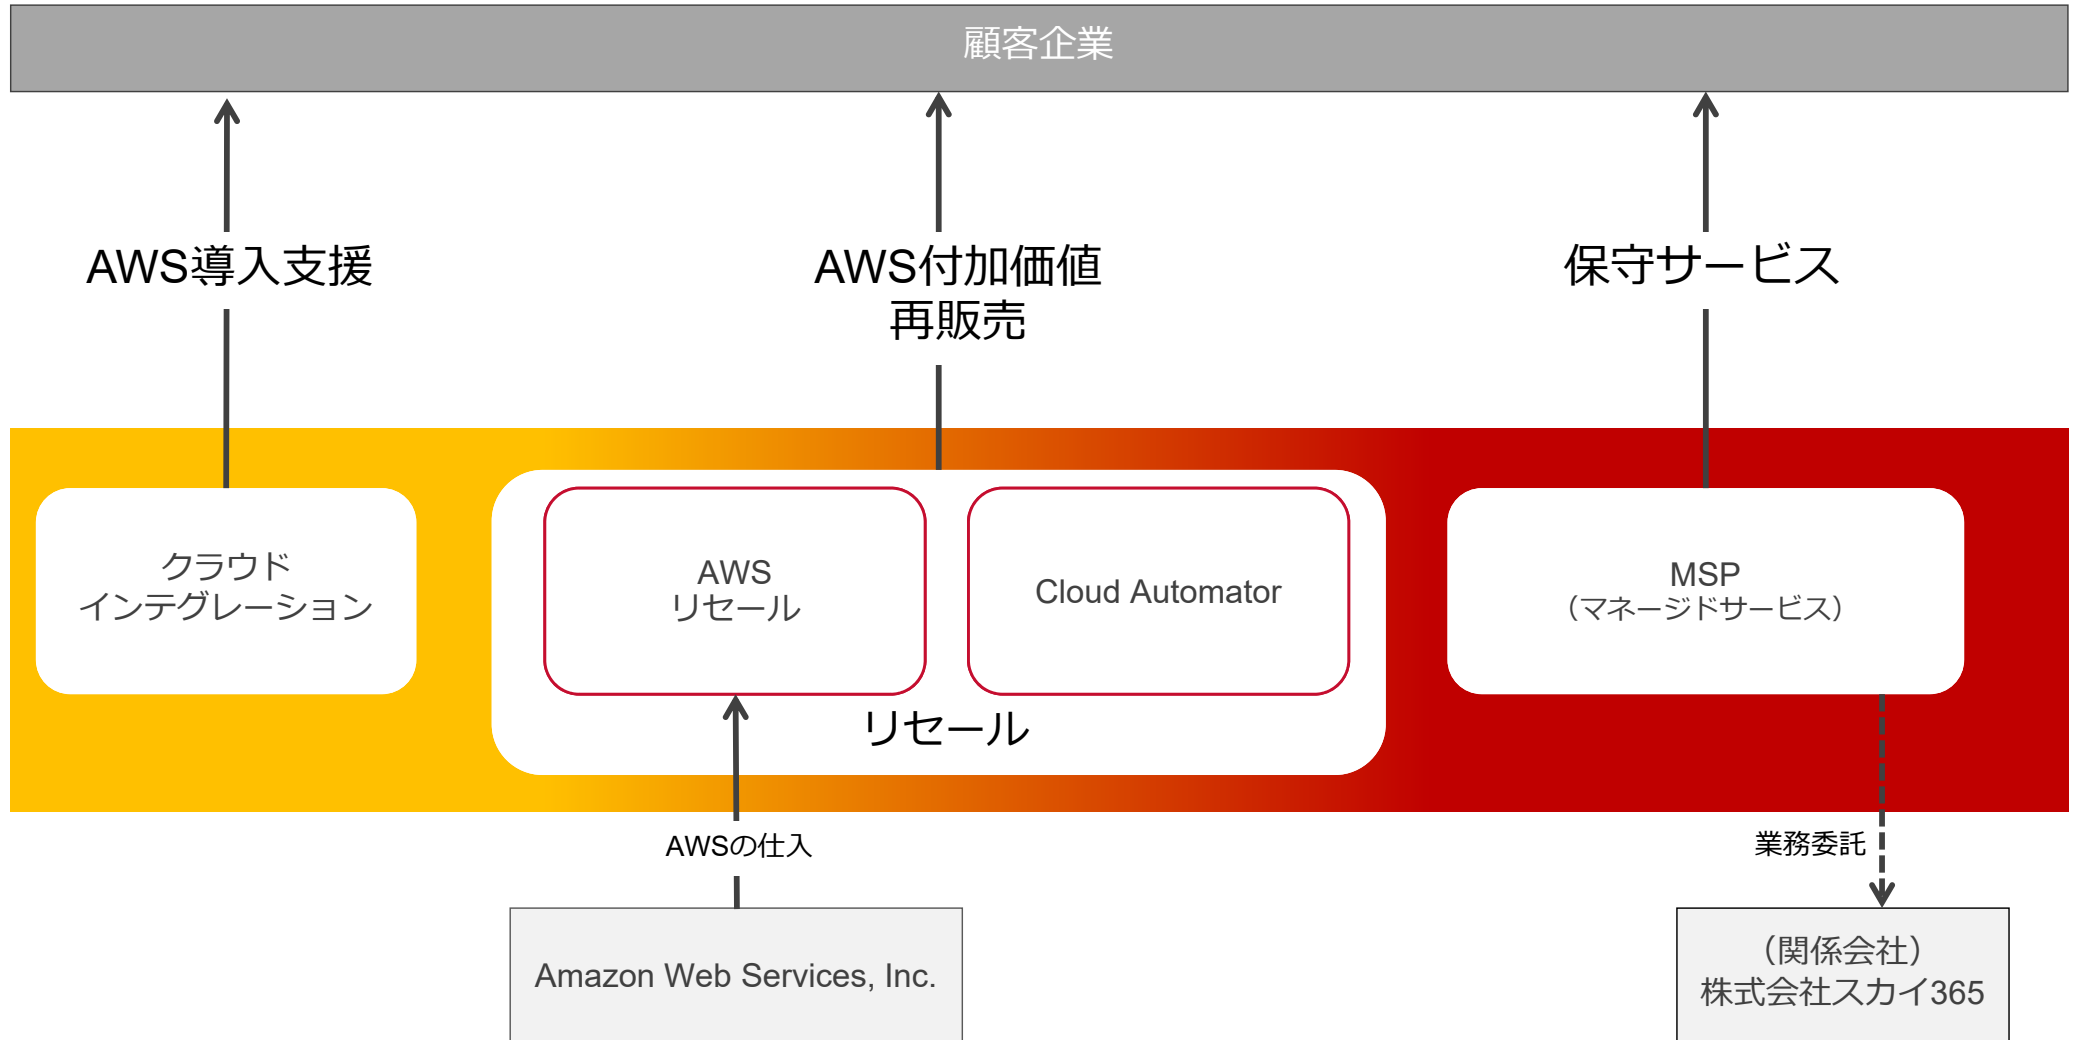 顧客企業
AWS導入支援
AWS付加価値
再販売
保守サービス
クラウド
インテグレーション
AWS
リセール
Cloud Automator
MSP
（マネージドサービス）
リセール
AWSの仕入
業務委託
Amazon Web Services, Inc.
（関係会社）
株式会社スカイ365